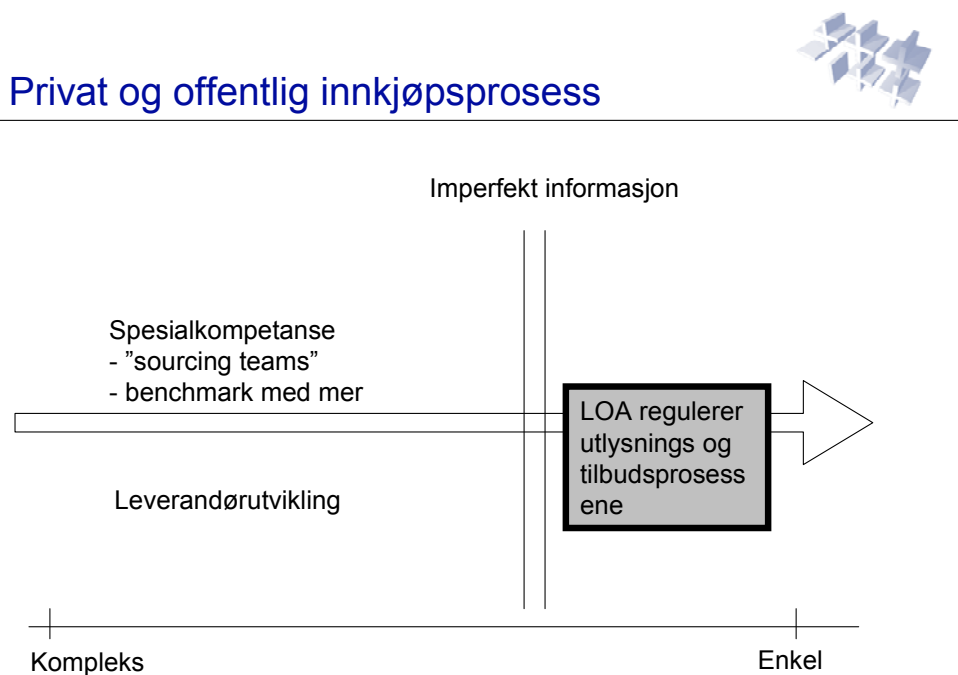 Privat og offentlig innkjøpsprosess
Imperfekt informasjon
Spesialkompetanse
- ”sourcing teams”
- benchmark med mer
LOA regulerer
utlysnings og
tilbudsprosess
ene
Leverandørutvikling
Kompleks
Enkel